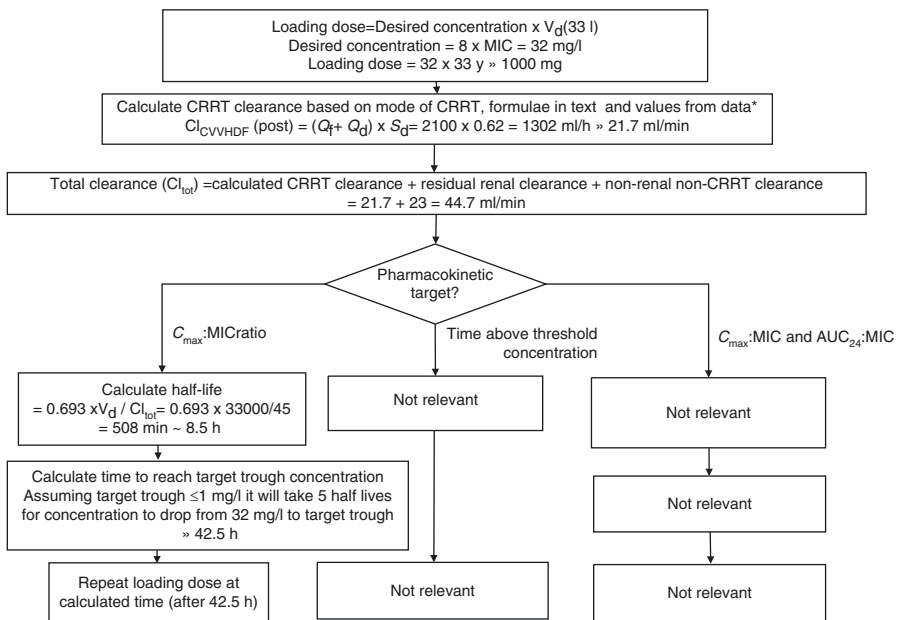 Loading dose=Desired concentration x Vd(33 l)
Desired concentration = 8 x MIC = 32 mg/l
Loading dose = 32 x 33 y » 1000 mg
Calculate CRRT clearance based on mode of CRRT, formulae in text and values from data*
ClCVVHDF (post) = (Qf+ Qd) x Sd= 2100 x 0.62 = 1302 ml/h » 21.7 ml/min
Total clearance (Cltot) =calculated CRRT clearance + residual renal clearance + non-renal non-CRRT clearance
= 21.7 + 23 = 44.7 ml/min
Pharmacokinetic
target?
Cmax:MICratio
Time above threshold
concentration
Cmax:MIC and AUC24:MIC
Calculate half-life
= 0.693 xVd / Cltot= 0.693 x 33000/45
= 508 min ~ 8.5 h
Not relevant
Not relevant
Calculate time to reach target trough concentration
Assuming target trough ≤1 mg/l it will take 5 half lives
for concentration to drop from 32 mg/l to target trough
» 42.5 h
Not relevant
Repeat loading dose at
calculated time (after 42.5 h)
Not relevant
Not relevant